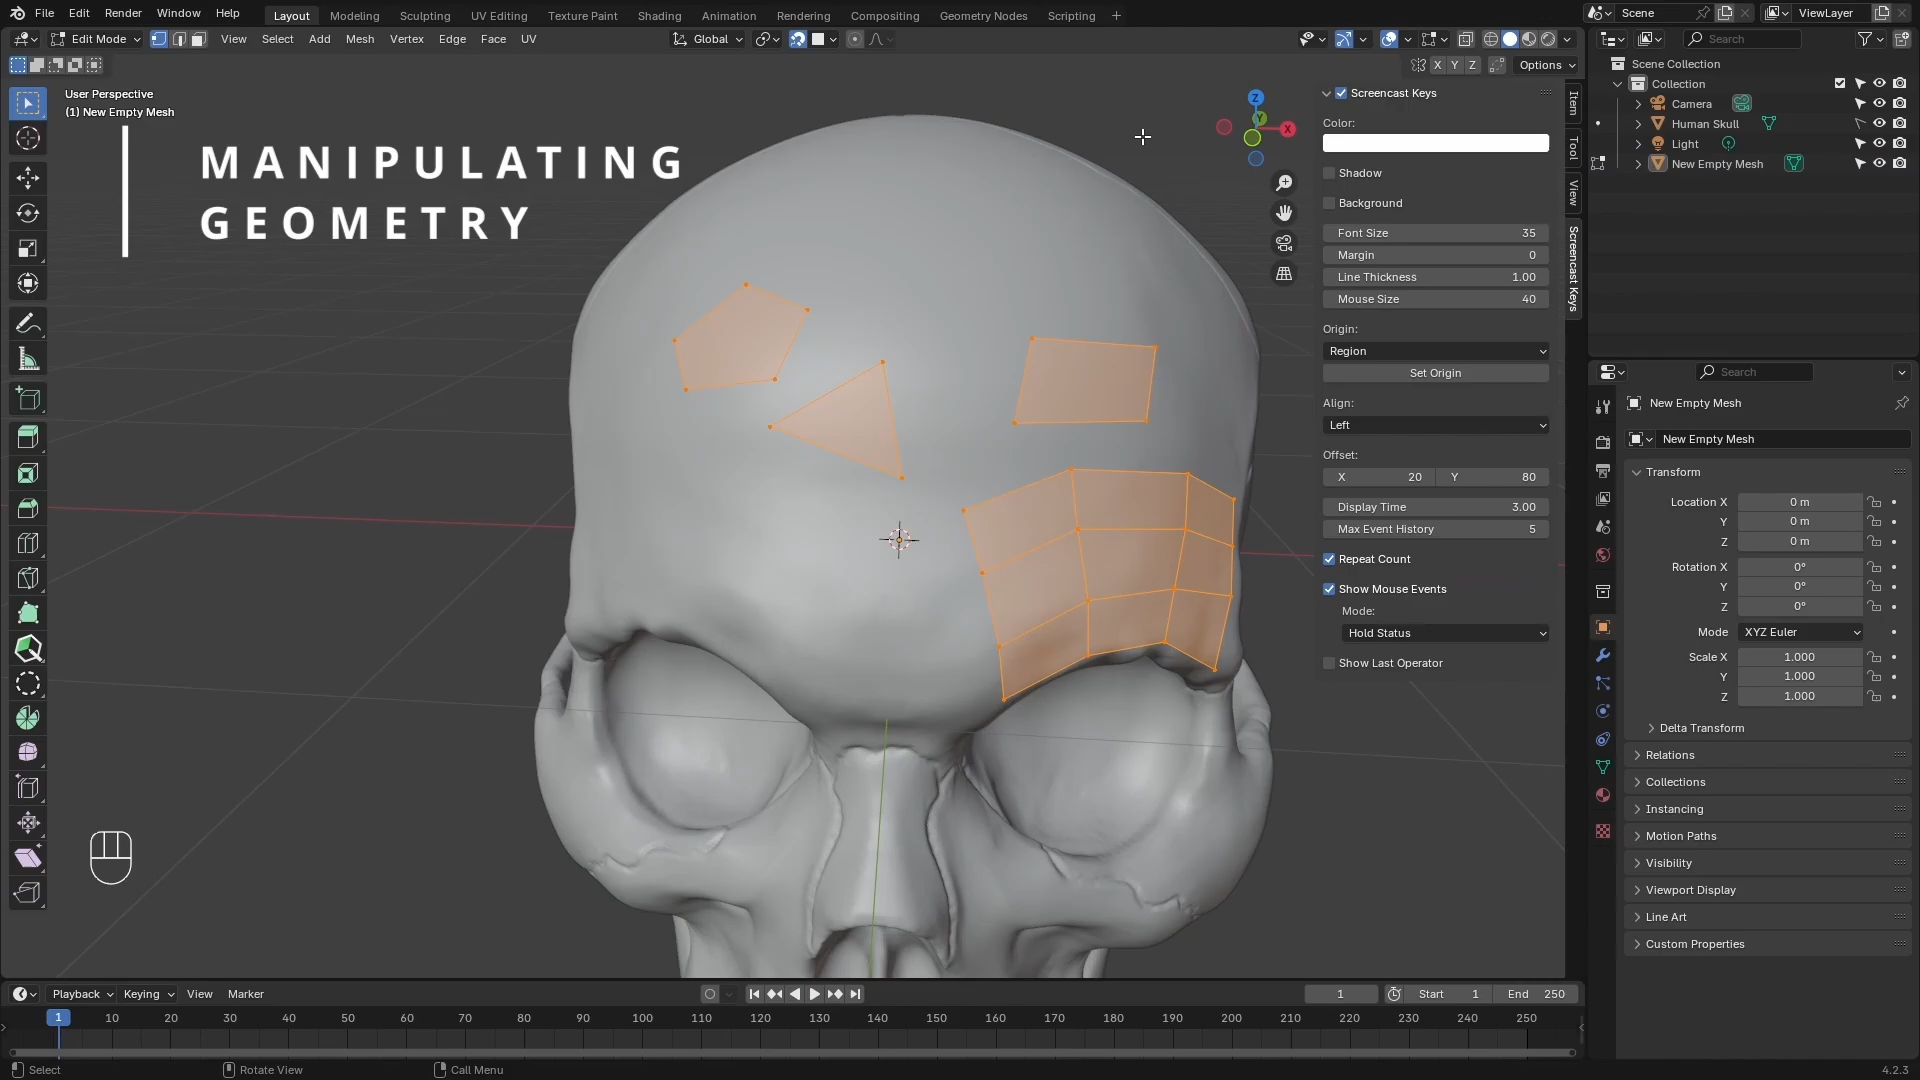 File Edit Render Window Help Layout Modeling Sculpting UV Editing Texture Paint Shading Animation Rendering Compositing Geometry Nodes Scripting + Scene ViewLayer
Edit Mode View Select Add Mesh Vertex Edge Face UV Global Search
X Y Z Options
Scene Collection
Collection
Camera
Human Skull
Light
New Empty Mesh
User Perspective
(1) New Empty Mesh
MANIPULATING
GEOMETRY
Z
Y
X
Screencast Keys
Color:
Shadow
Background
Font Size 35
Margin 0
Line Thickness 1.00
Mouse Size 40
Origin:
Region
Set Origin
Align:
Left
Offset:
X 20 Y 80
Display Time 3.00
Max Event History 5
Repeat Count
Show Mouse Events
Mode:
Hold Status
Show Last Operator
Item
Tool
View
Screencast Keys
Search
New Empty Mesh
New Empty Mesh
Transform
Location X 0 m
Y 0 m
Z 0 m
Rotation X 0°
Y 0°
Z 0°
Mode XYZ Euler
Scale X 1.000
Y 1.000
Z 1.000
Delta Transform
Relations
Collections
Instancing
Motion Paths
Visibility
Viewport Display
Line Art
Custom Properties
Playback Keying View Marker 1 Start 1 End 250
1 10 20 30 40 50 60 70 80 90 100 110 120 130 140 150 160 170 180 190 200 210 220 230 240 250
Select Rotate View Call Menu 4.2.3